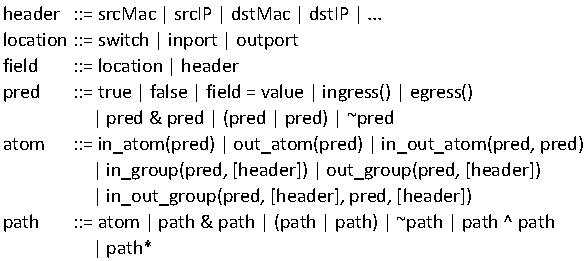 header ::= srcMac | srcIP | dstMac | dstIP | ...
location ::= switch | inport | outport
field ::= location | header
pred ::= true | false | field = value | ingress() | egress()
| pred & pred | (pred | pred) | ~pred
atom ::= in_atom(pred) | out_atom(pred) | in_out_atom(pred, pred)
| in_group(pred, [header]) | out_group(pred, [header])
| in_out_group(pred, [header], pred, [header])
path ::= atom | path & path | (path | path) | ~path | path ^ path
| path*